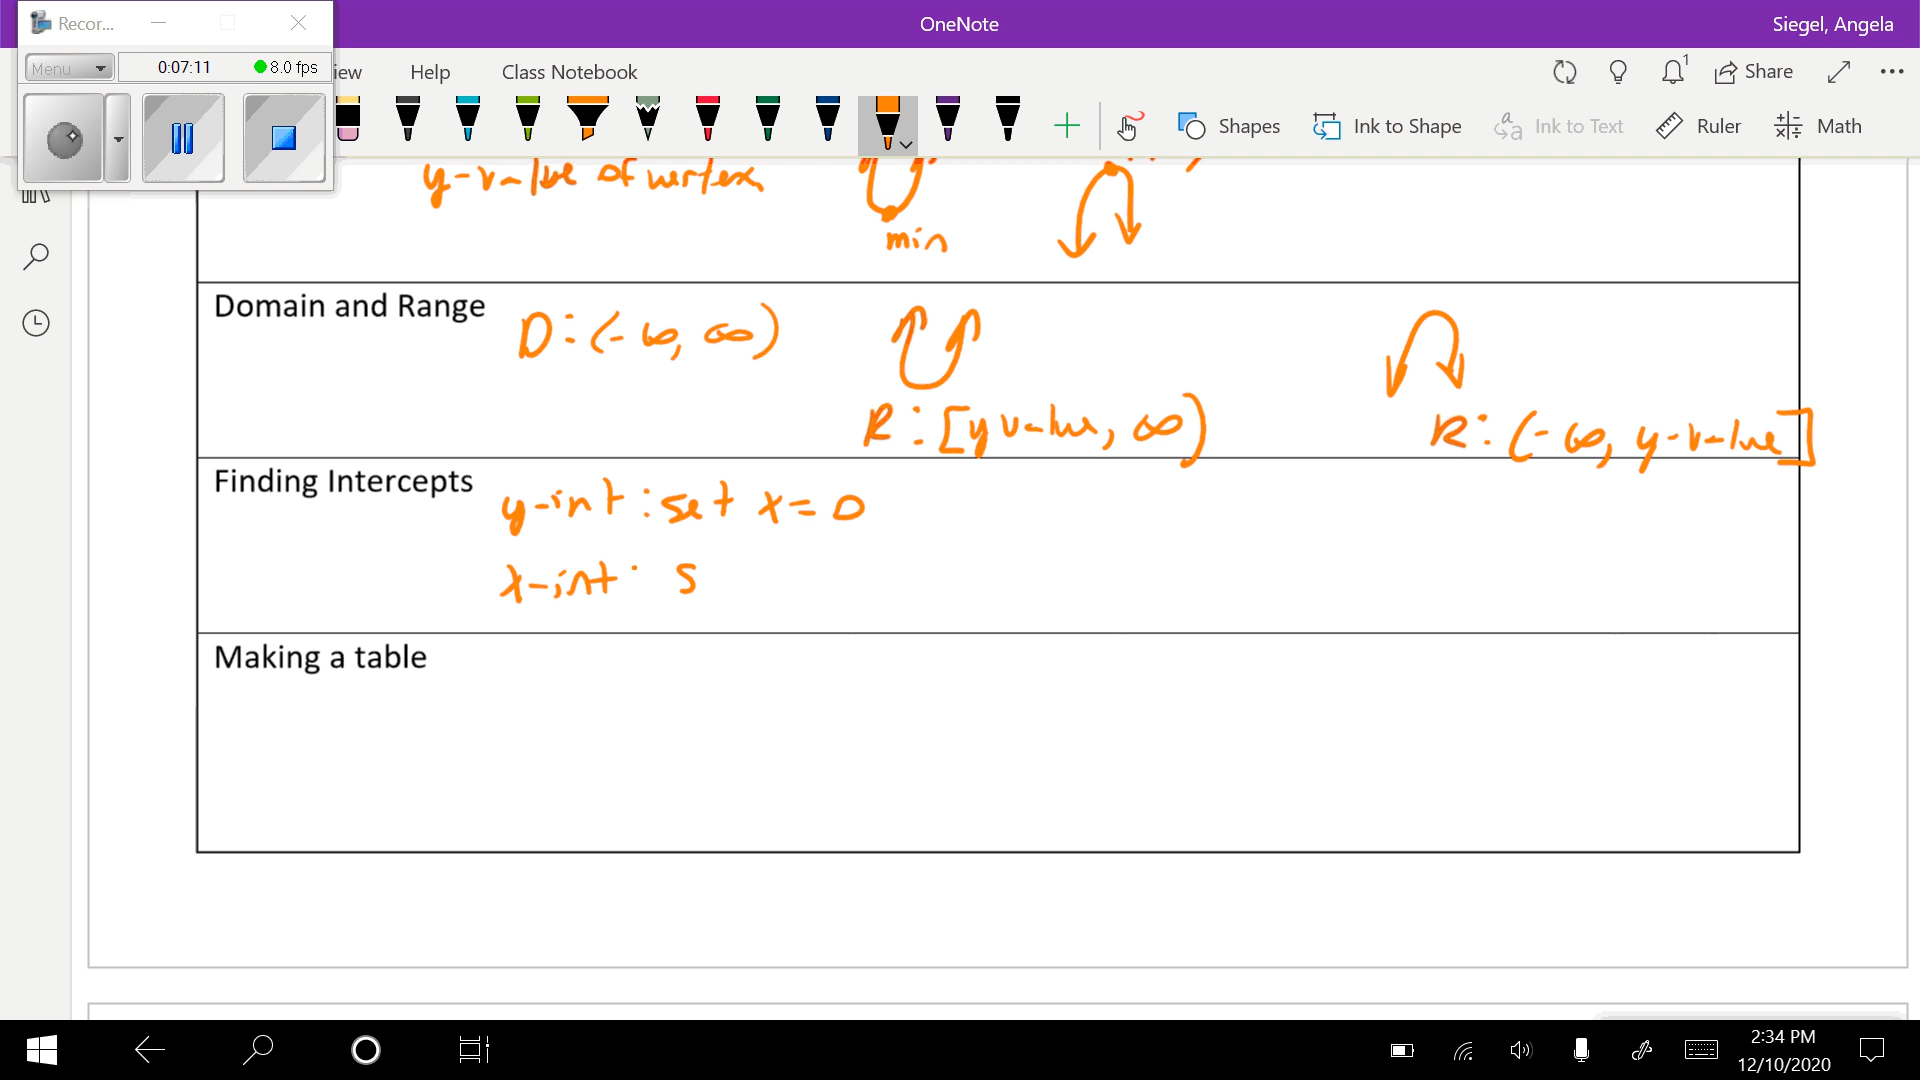 Recor...
OneNote
Siegel, Angela
Menu
0:07:11
8.0 fps
iew
Help
Class Notebook
1
Share
Shapes
Ink to Shape
Ink to Text
Ruler
Math
y-value of vertex
min
Domain and Range
D: (-∞, ∞)
R: [y value, ∞)
R: (-∞, y-value]
Finding Intercepts
y-int: set x = 0
x-int: s
Making a table
2:34 PM
12/10/2020